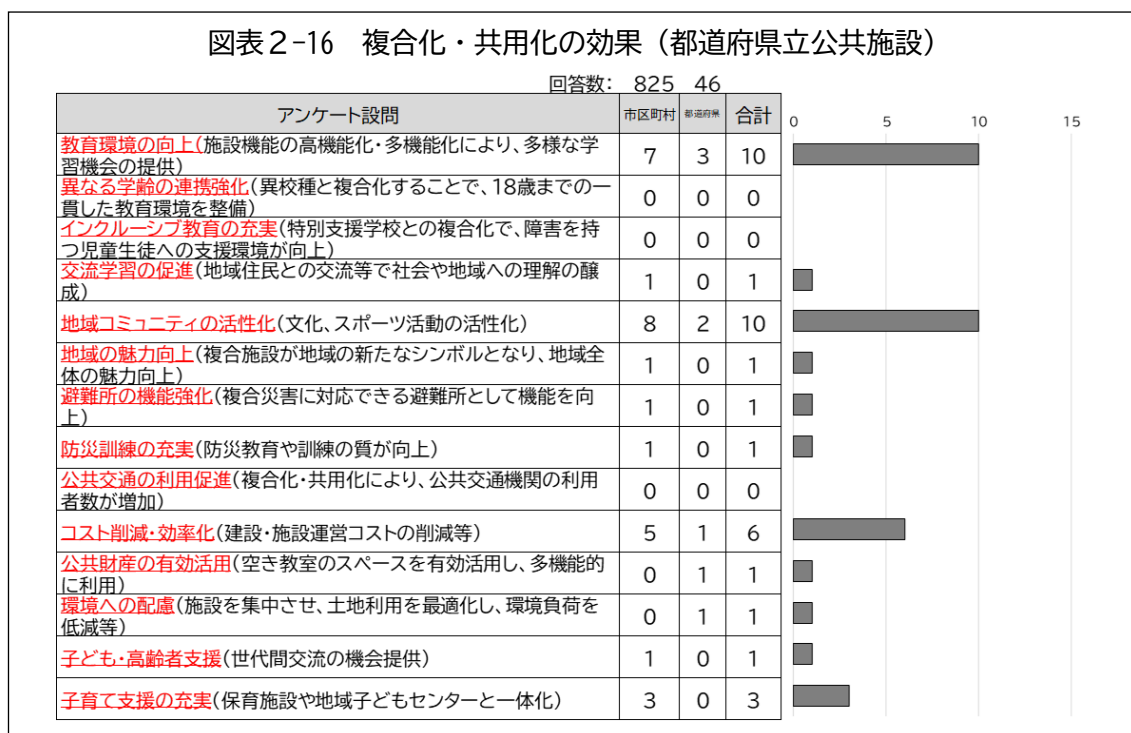 図表2-16　複合化・共用化の効果（都道府県立公共施設）
回答数： 825 46
アンケート設問 市区町村 都道府県 合計
0 5 10 15
教育環境の向上(施設機能の高機能化・多機能化により、多様な学
習機会の提供) 7 3 10
異なる学齢の連携強化(異校種と複合化することで、18歳までの一
貫した教育環境を整備) 0 0 0
インクルーシブ教育の充実(特別支援学校との複合化で、障害を持
つ児童生徒への支援環境が向上) 0 0 0
交流学習の促進(地域住民との交流等で社会や地域への理解の醸
成) 1 0 1
地域コミュニティの活性化(文化、スポーツ活動の活性化) 8 2 10
地域の魅力向上(複合施設が地域の新たなシンボルとなり、地域全
体の魅力向上) 1 0 1
避難所の機能強化(複合災害に対応できる避難所として機能を向
上) 1 0 1
防災訓練の充実(防災教育や訓練の質が向上) 1 0 1
公共交通の利用促進(複合化・共用化により、公共交通機関の利用
者数が増加) 0 0 0
コスト削減・効率化(建設・施設運営コストの削減等) 5 1 6
公共財産の有効活用(空き教室のスペースを有効活用し、多機能的
に利用) 0 1 1
環境への配慮(施設を集中させ、土地利用を最適化し、環境負荷を
低減等) 0 1 1
子ども・高齢者支援(世代間交流の機会提供) 1 0 1
子育て支援の充実(保育施設や地域子どもセンターと一体化) 3 0 3